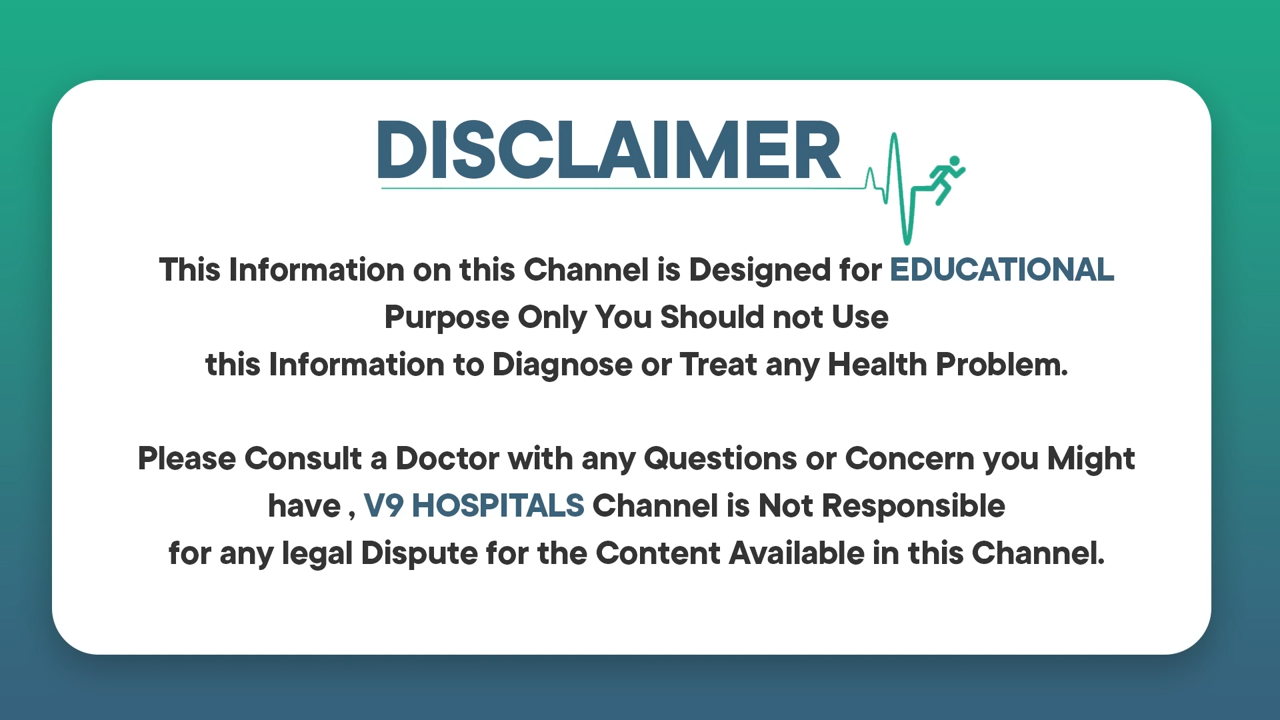 DISCLAIMER
This Information on this Channel is Designed for EDUCATIONAL
Purpose Only You Should not Use
this Information to Diagnose or Treat any Health Problem.
Please Consult a Doctor with any Questions or Concern you Might
have , V9 HOSPITALS Channel is Not Responsible
for any legal Dispute for the Content Available in this Channel.